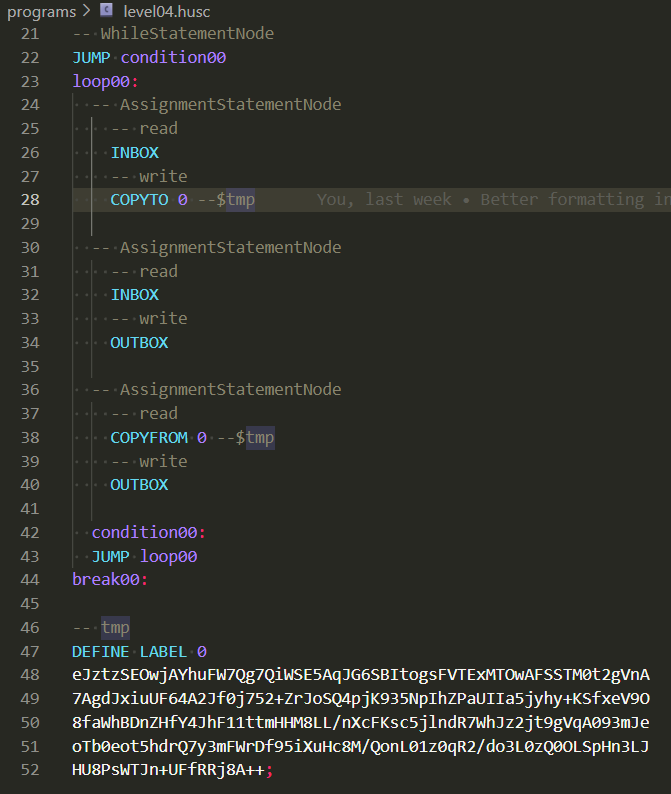 programs > level04.husc
21 -- WhileStatementNode
22 JUMP condition00
23 loop00:
24 -- AssignmentStatementNode
25 -- read
26 INBOX
27 -- write
28 COPYTO 0 --$tmp You, last week • Better formatting in
29
30 -- AssignmentStatementNode
31 -- read
32 INBOX
33 -- write
34 OUTBOX
35
36 -- AssignmentStatementNode
37 -- read
38 COPYFROM 0 --$tmp
39 -- write
40 OUTBOX
41
42 condition00:
43 JUMP loop00
44 break00:
45
46 -- tmp
47 DEFINE LABEL 0
48 eJztzSEOwjAYhuFW7Qg7QiWSE5AqJG6SBItogsFVTExMTOwAFSSTM0t2gVnA
49 7AgdJxiuUF64A2Jf0j752+ZrJoSQ4pjK935NpIhZPaUIIa5jyhy+KSfxeV9O
50 8faWhBDnZHfY4JhF11ttmHHM8LL/nXcFKsc5jlndR7WhJz2jt9gVqA093mJe
51 oTb0eot5hdrQ7y3mFWrDf95iXuHc8M/QonL01z0qR2/do3L0zQ0OLSpHn3LJ
52 HU8PsWTJn+UFfRRj8A++;